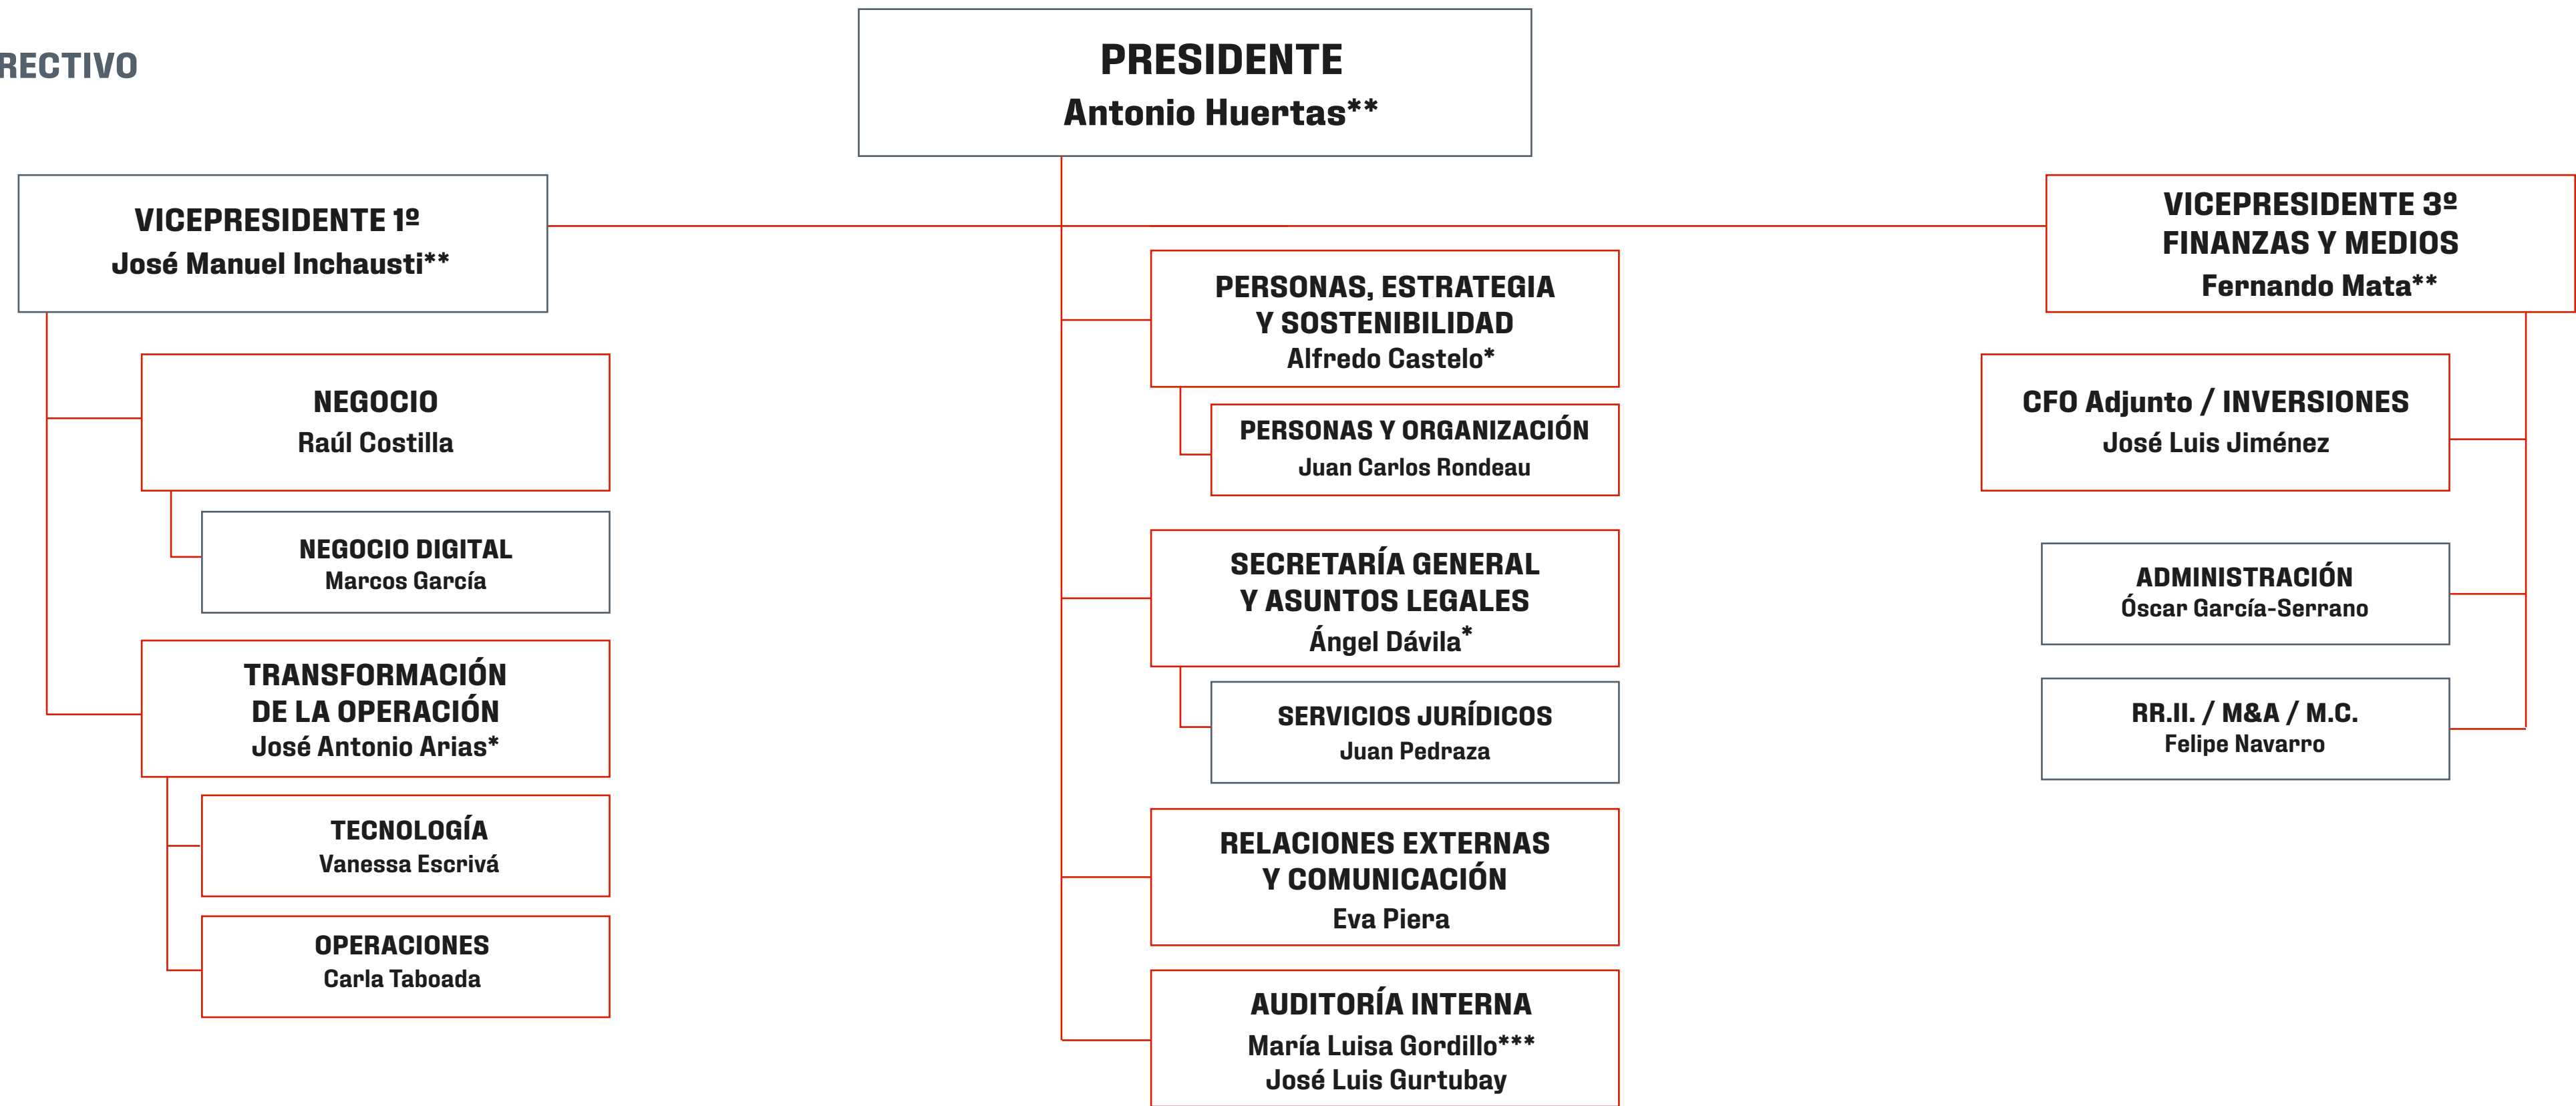 RECTIVO
PRESIDENTE
Antonio Huertas**
VICEPRESIDENTE 1º
José Manuel Inchausti**
NEGOCIO
Raúl Costilla
NEGOCIO DIGITAL
Marcos García
TRANSFORMACIÓN
DE LA OPERACIÓN
José Antonio Arias*
TECNOLOGÍA
Vanessa Escrivá
OPERACIONES
Carla Taboada
PERSONAS, ESTRATEGIA
Y SOSTENIBILIDAD
Alfredo Castelo*
PERSONAS Y ORGANIZACIÓN
Juan Carlos Rondeau
SECRETARÍA GENERAL
Y ASUNTOS LEGALES
Ángel Dávila*
SERVICIOS JURÍDICOS
Juan Pedraza
RELACIONES EXTERNAS
Y COMUNICACIÓN
Eva Piera
AUDITORÍA INTERNA
María Luisa Gordillo***
José Luis Gurtubay
VICEPRESIDENTE 3º
FINANZAS Y MEDIOS
Fernando Mata**
CFO Adjunto / INVERSIONES
José Luis Jiménez
ADMINISTRACIÓN
Óscar García-Serrano
RR.II. / M&A / M.C.
Felipe Navarro